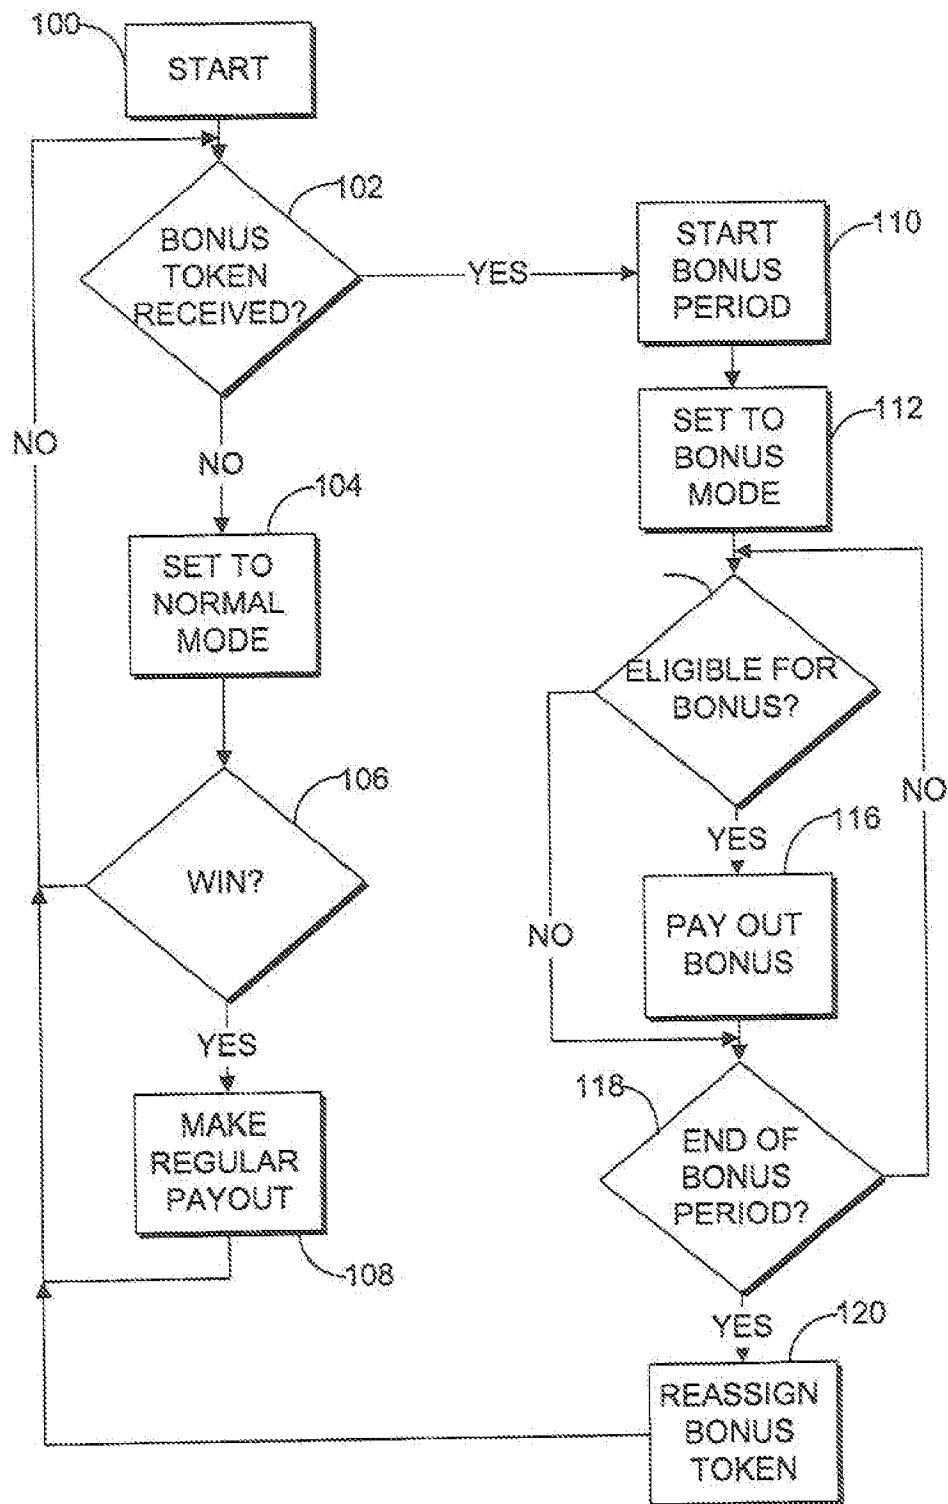 100
START
102
BONUS
TOKEN
RECEIVED?
YES
110
START
BONUS
PERIOD
112
SET TO
BONUS
MODE
NO
NO
104
SET TO
NORMAL
MODE
ELIGIBLE FOR
BONUS?
106
WIN?
NO
YES
116
PAY OUT
BONUS
NO
YES
118
END OF
BONUS
PERIOD?
MAKE
REGULAR
PAYOUT
108
YES
120
REASSIGN
BONUS
TOKEN